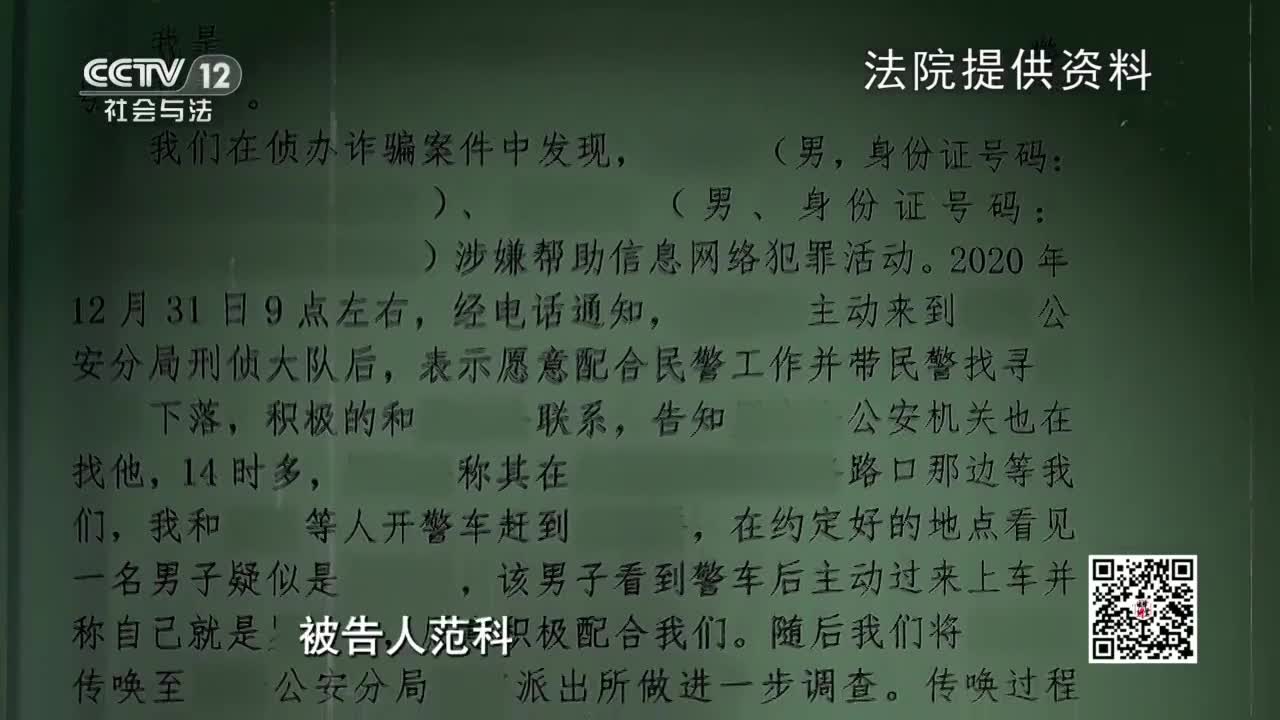 我是
CCTV 12
社会与法
法院提供资料
。
我们在侦办诈骗案件中发现， （男，身份证号码：
）、 （男、身份证号码：
）涉嫌帮助信息网络犯罪活动。2020年
12月31日9点左右，经电话通知， 主动来到 公
安分局刑侦大队后，表示愿意配合民警工作并带民警找寻
下落，积极的和 联系，告知 公安机关也在
找他，14时多， 称其在 路口那边等我
们，我和 等人开警车赶到 ，在约定好的地点看见
一名男子疑似是 ，该男子看到警车后主动过来上车并
称自己就是 积极配合我们。随后我们将
被告人范科
传唤至 公安分局 派出所做进一步调查。传唤过程